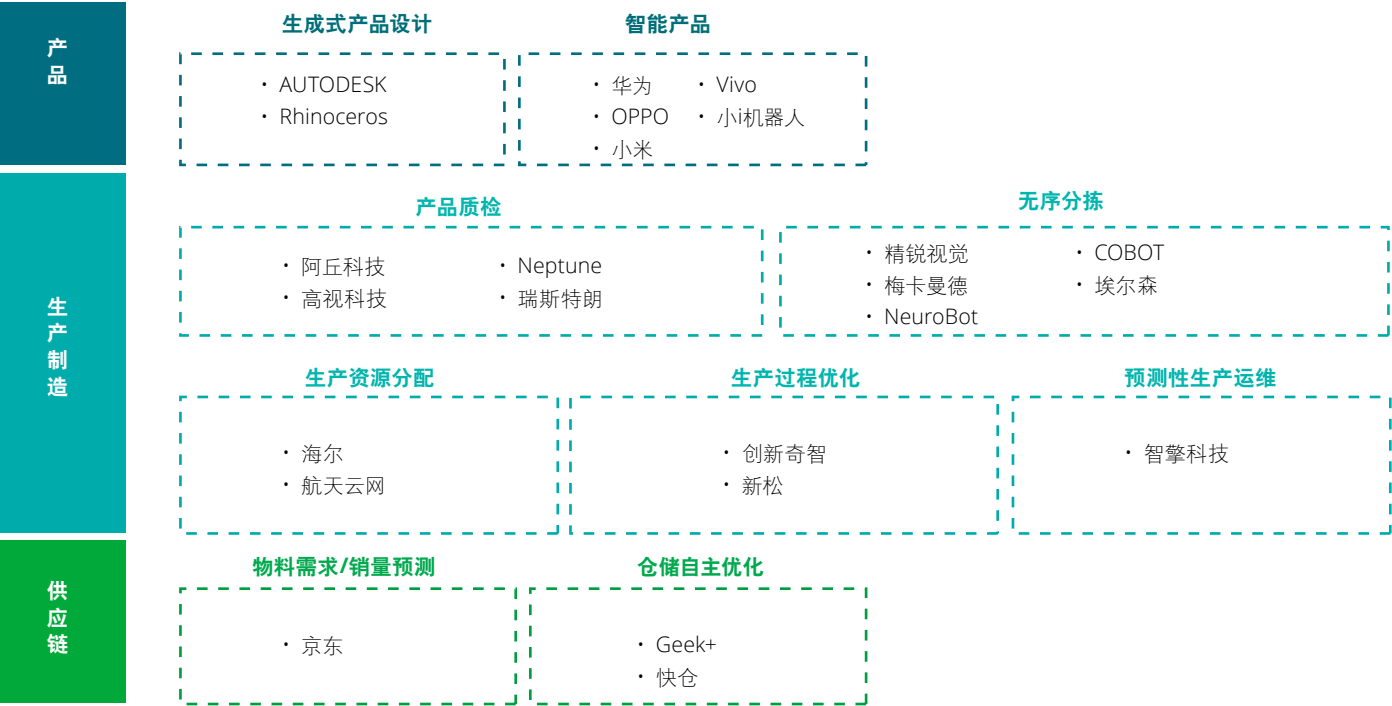 产品
生成式产品设计
· AUTODESK
· Rhinoceros
智能产品
· 华为
· OPPO
· 小米
· Vivo
· 小i机器人
生产制造
产品质检
· 阿丘科技
· 高视科技
· Neptune
· 瑞斯特朗
无序分拣
· 精锐视觉
· 梅卡曼德
· NeuroBot
· COBOT
· 埃尔森
生产资源分配
· 海尔
· 航天云网
生产过程优化
· 创新奇智
· 新松
预测性生产运维
· 智擎科技
供应链
物料需求/销量预测
· 京东
仓储自主优化
· Geek+
· 快仓